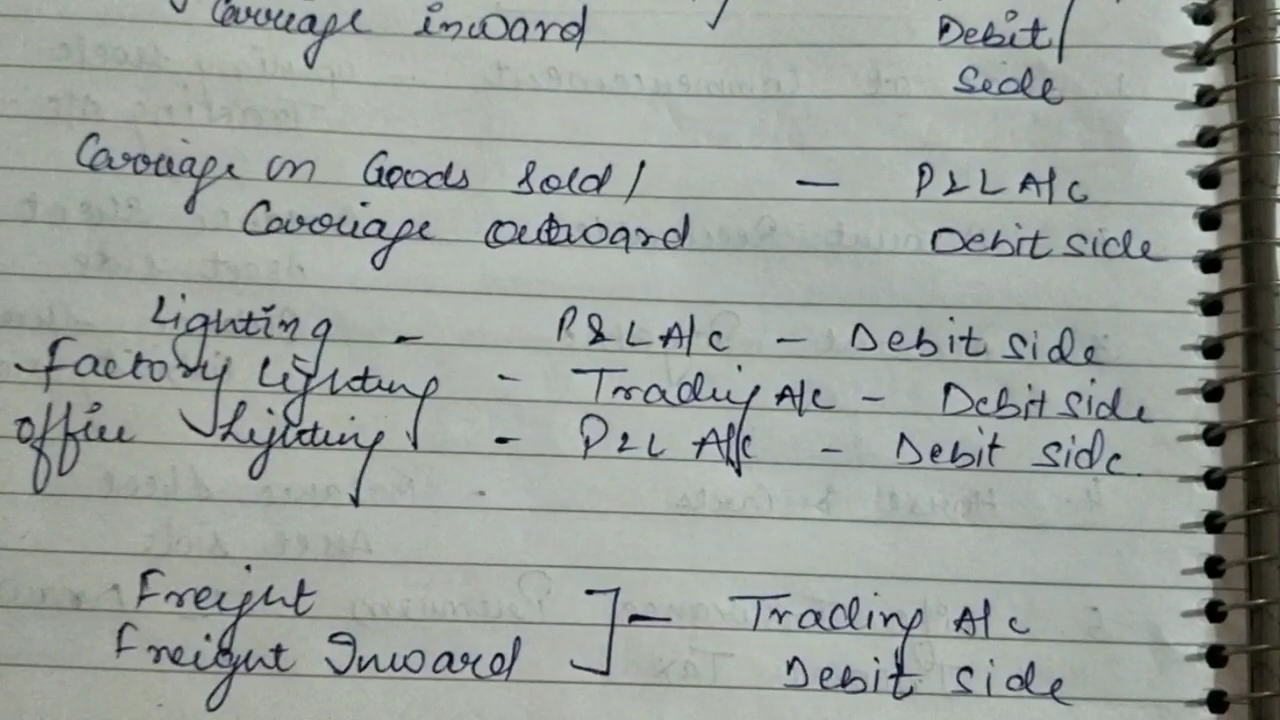 Carriage inward Debit/
Side
Carriage on Goods Sold/ - P&L A/c
Carriage outward Debit side
Lighting - P&L A/c - Debit side
factory Lighting - Trading A/c - Debit side
office Lighting - P&L A/c - Debit side
Freight ] - Trading A/c
Freight Inward Debit side